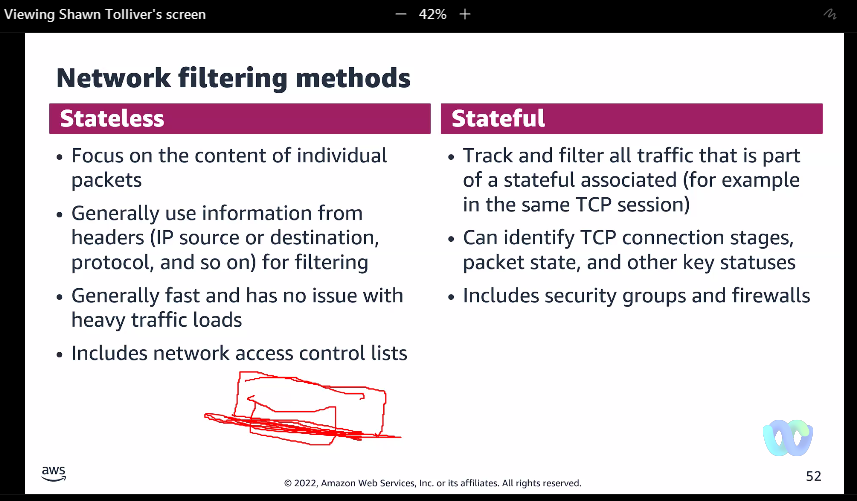 Viewing Shawn Tolliver's screen
— 42% +
Network filtering methods
Stateless
• Focus on the content of individual
packets
• Generally use information from
headers (IP source or destination,
protocol, and so on) for filtering
• Generally fast and has no issue with
heavy traffic loads
• Includes network access control lists
Stateful
• Track and filter all traffic that is part
of a stateful associated (for example
in the same TCP session)
• Can identify TCP connection stages,
packet state, and other key statuses
• Includes security groups and firewalls
aws
© 2022, Amazon Web Services, Inc. or its affiliates. All rights reserved.
52